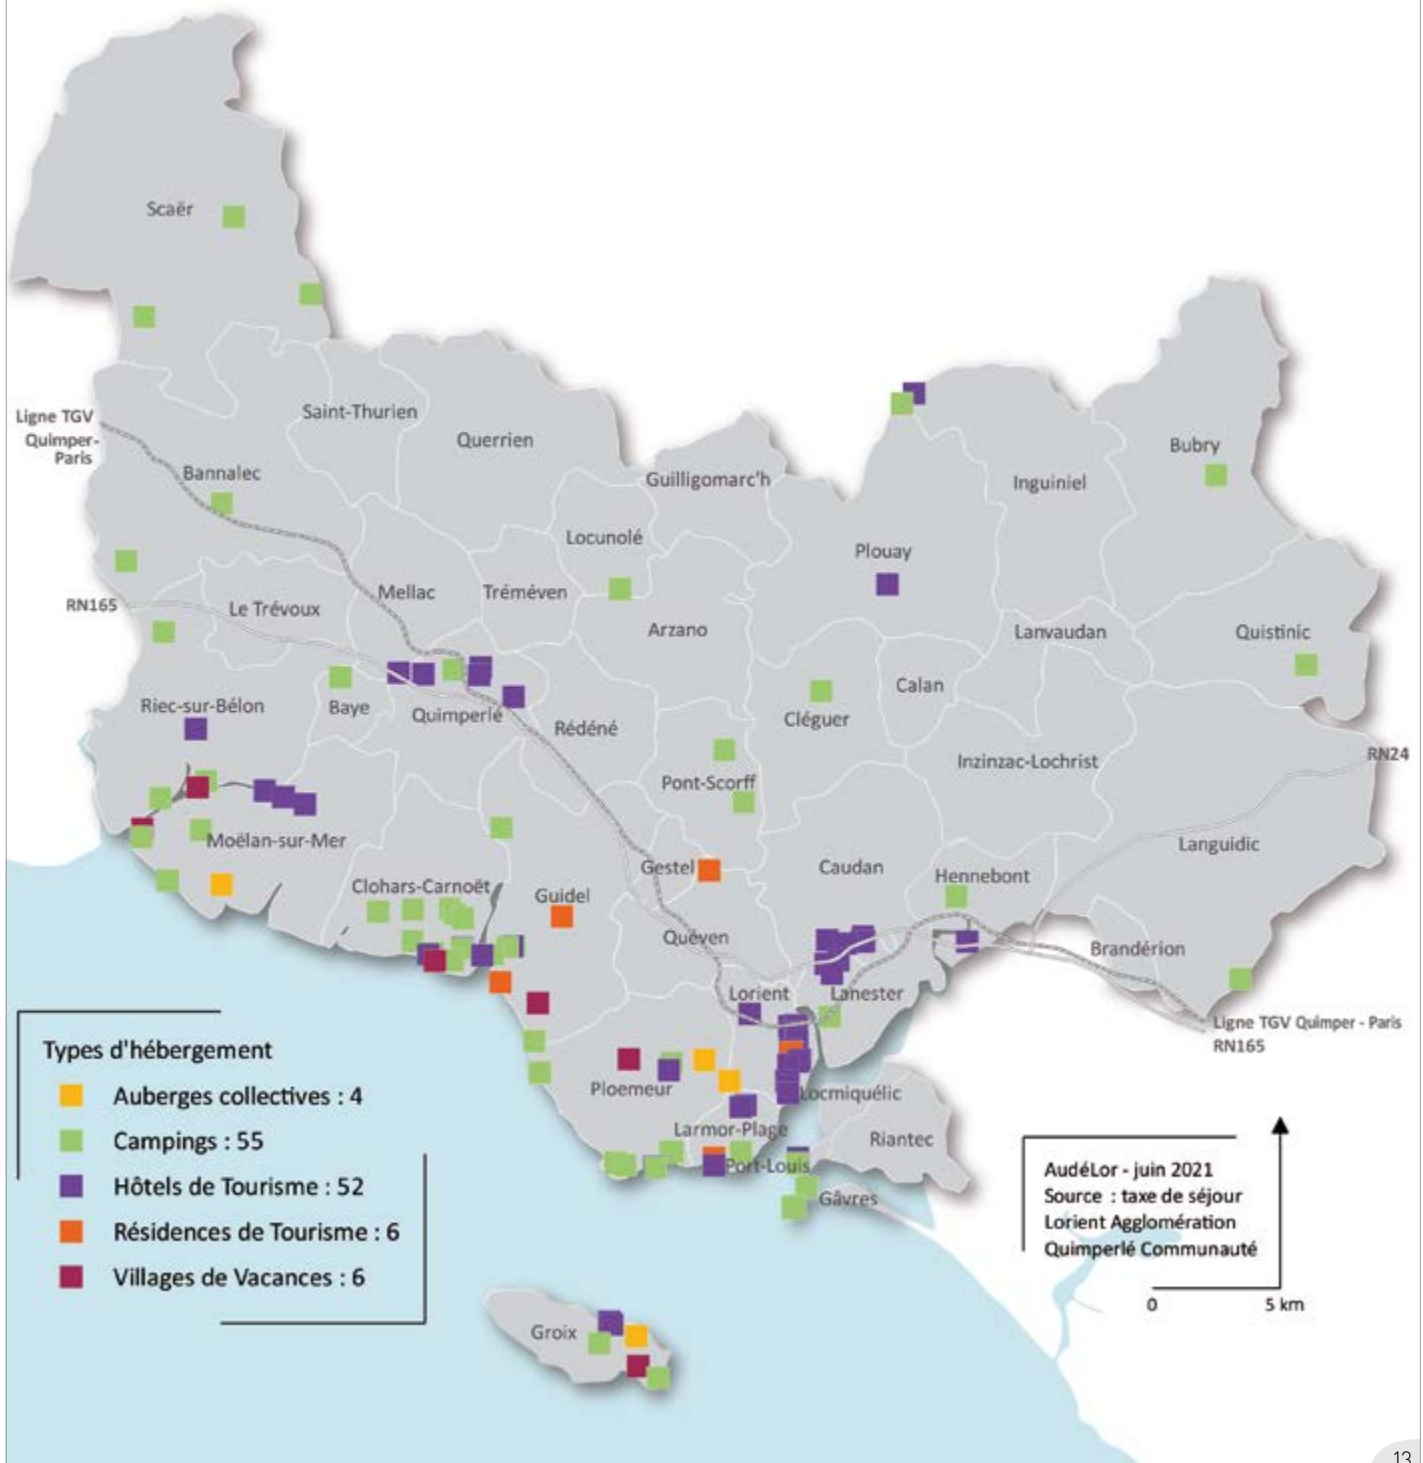 Scaër
Ligne TGV
Quimper-
Paris
Saint-Thurien
Querrien
Bannalec
Guilligomarc'h
Inguiniel
Bubry
Locunolé
Plouay
RN165
Le Trévoux
Mellac
Tréméven
Arzano
Lanvaudan
Quistinic
Riec-sur-Bélon
Baye
Quimperlé
Rédéné
Cléguer
Calan
Inzinzac-Lochrist
RN24
Pont-Scorff
Moëlan-sur-Mer
Languidic
Clohars-Carnoët
Guidel
Gestel
Caudan
Hennebont
Quéven
Brandérion
Lorient
Lanester
Ligne TGV Quimper - Paris
RN165
Ploemeur
Locmiquélic
Larmor-Plage
Riantec
Port-Louis
Gâvres
Groix
Types d'hébergement
Auberges collectives : 4
Campings : 55
Hôtels de Tourisme : 52
Résidences de Tourisme : 6
Villages de Vacances : 6
AudéLor - juin 2021
Source : taxe de séjour
Lorient Agglomération
Quimperlé Communauté
0 5 km
13